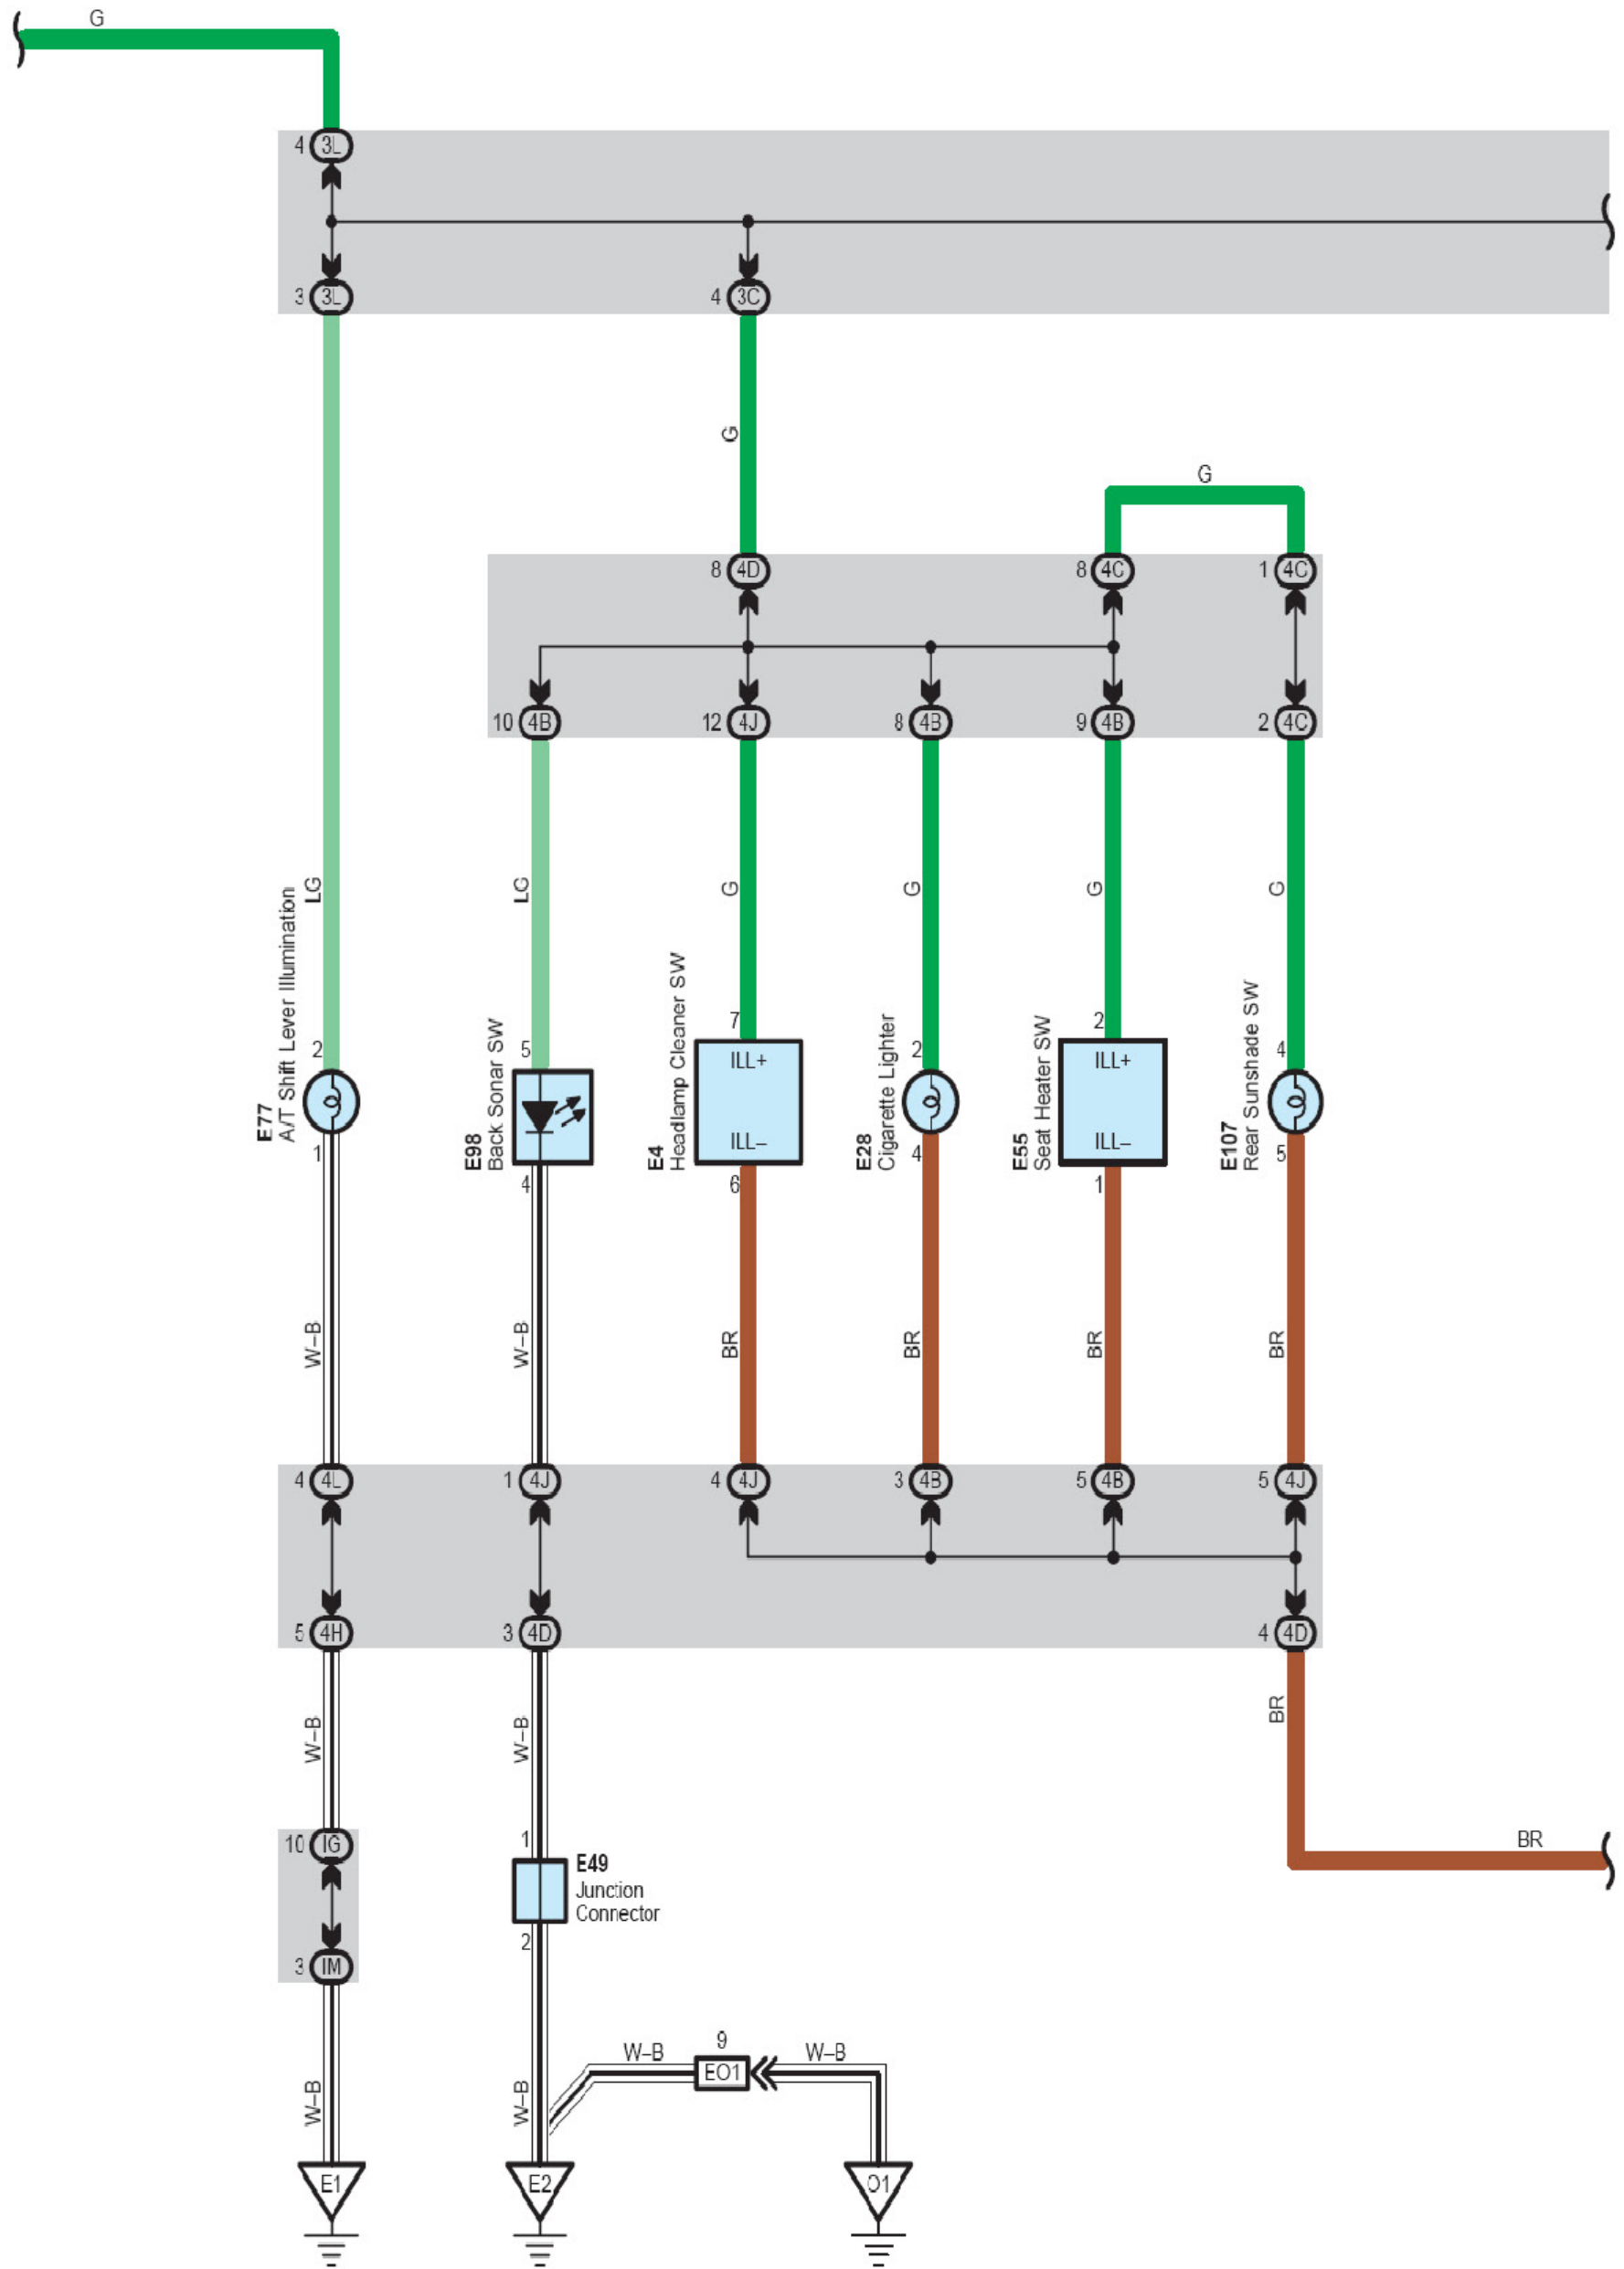 G
4 3L
3 3L
4 3C
G
G
8 4D
8 4C
1 4C
10 4B
12 4J
8 4B
9 4B
2 4C
LG
LG
G
G
G
G
E77
A/T Shift Lever Illumination
2
1
E98
Back Sonar SW
5
4
E4
Headlamp Cleaner SW
7
ILL+
ILL–
6
E28
Cigarette Lighter
2
4
E55
Seat Heater SW
2
ILL+
ILL–
1
E107
Rear Sunshade SW
4
5
W–B
W–B
BR
BR
BR
BR
4 4L
1 4J
4 4J
3 4B
5 4B
5 4J
5 4H
3 4D
4 4D
W–B
W–B
BR
BR
10 IG
3 IM
1
E49
Junction
Connector
2
W–B
W–B
W–B
9
EO1
W–B
E1
E2
O1